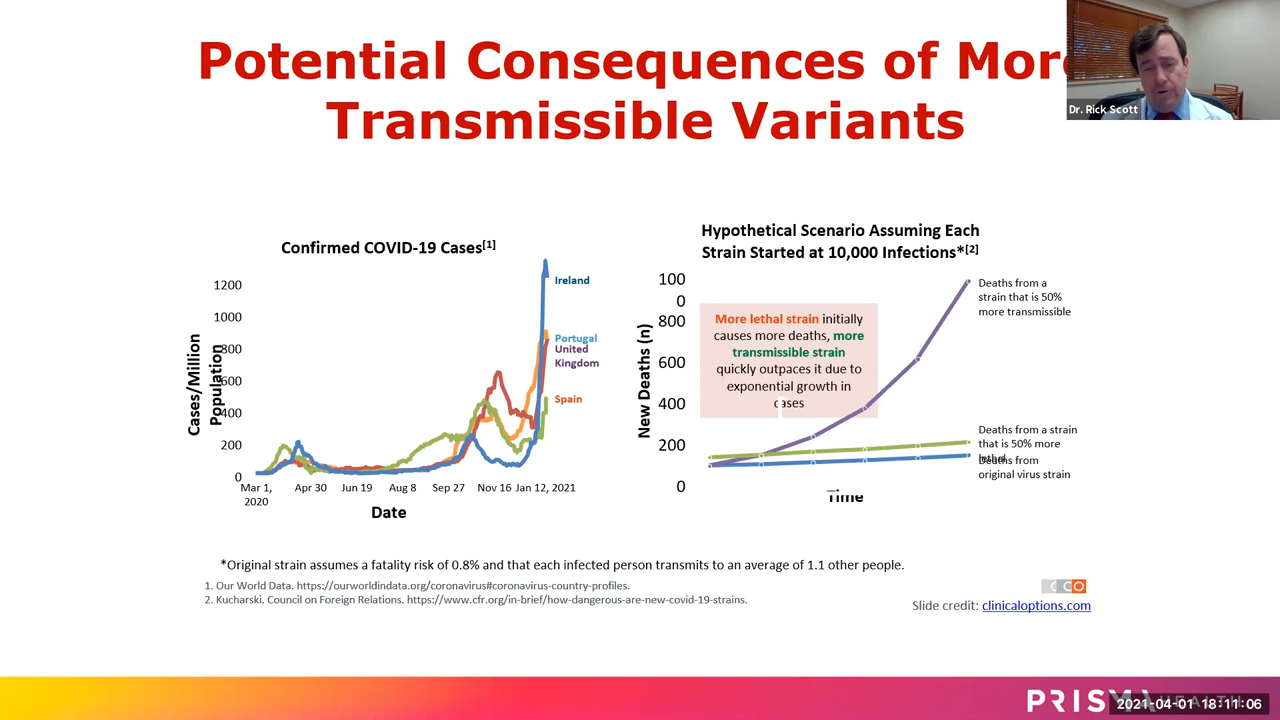 Potential Consequences of More
Transmissible Variants
Dr. Rick Scott
Confirmed COVID-19 Cases[1]
Cases/Million
Population
1200
1000
800
600
400
200
0
Mar 1,
2020
Apr 30
Jun 19
Aug 8
Sep 27
Nov 16
Jan 12, 2021
Date
Ireland
Portugal
United
Kingdom
Spain
Hypothetical Scenario Assuming Each
Strain Started at 10,000 Infections*[2]
New Deaths (n)
100
0
800
600
400
200
0
More lethal strain initially
causes more deaths, more
transmissible strain
quickly outpaces it due to
exponential growth in
cases
Time
Deaths from a
strain that is 50%
more transmissible
Deaths from a strain
that is 50% more
lethal
Deaths from
original virus strain
*Original strain assumes a fatality risk of 0.8% and that each infected person transmits to an average of 1.1 other people.
1. Our World Data. https://ourworldindata.org/coronavirus#coronavirus-country-profiles.
2. Kucharski. Council on Foreign Relations. https://www.cfr.org/in-brief/how-dangerous-are-new-covid-19-strains.
CCO
Slide credit: clinicaloptions.com
PRISMA HEALTH
2021-04-01 18:11:06